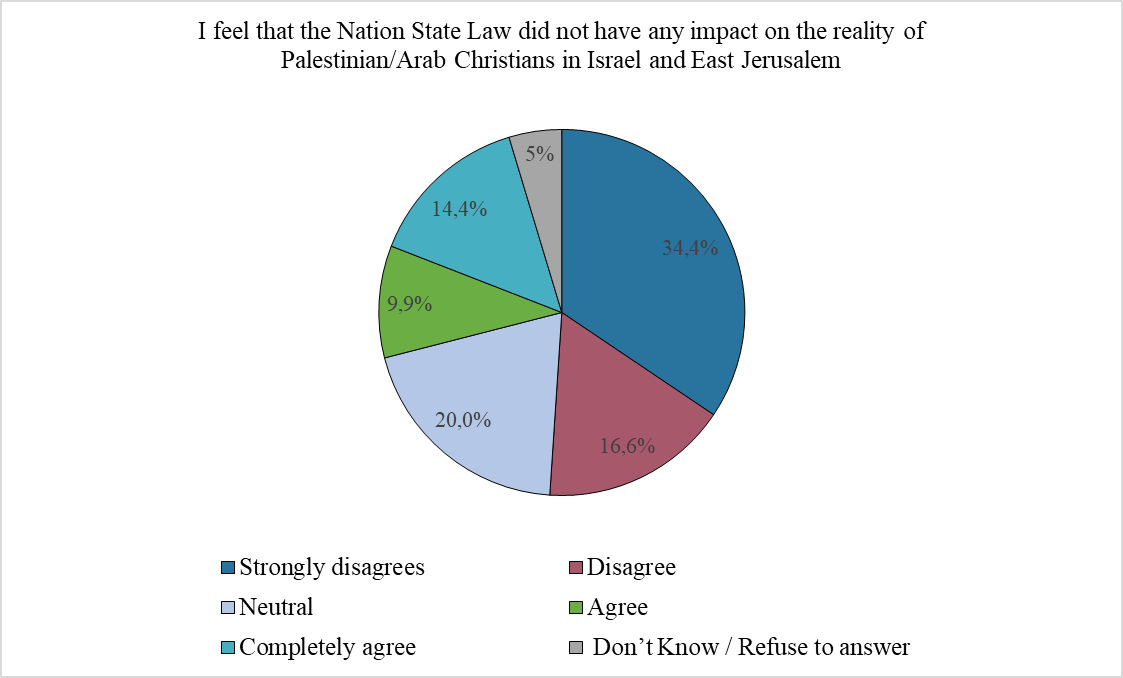 I feel that the Nation State Law did not have any impact on the reality of
Palestinian/Arab Christians in Israel and East Jerusalem
5%
14,4%
34,4%
9,9%
20,0%
16,6%
Strongly disagrees
Disagree
Neutral
Agree
Completely agree
Don’t Know / Refuse to answer